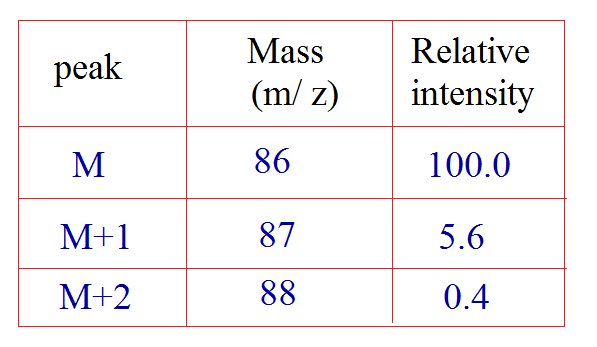 peak Mass (m/ z) Relative intensity
M 86 100.0
M+1 87 5.6
M+2 88 0.4